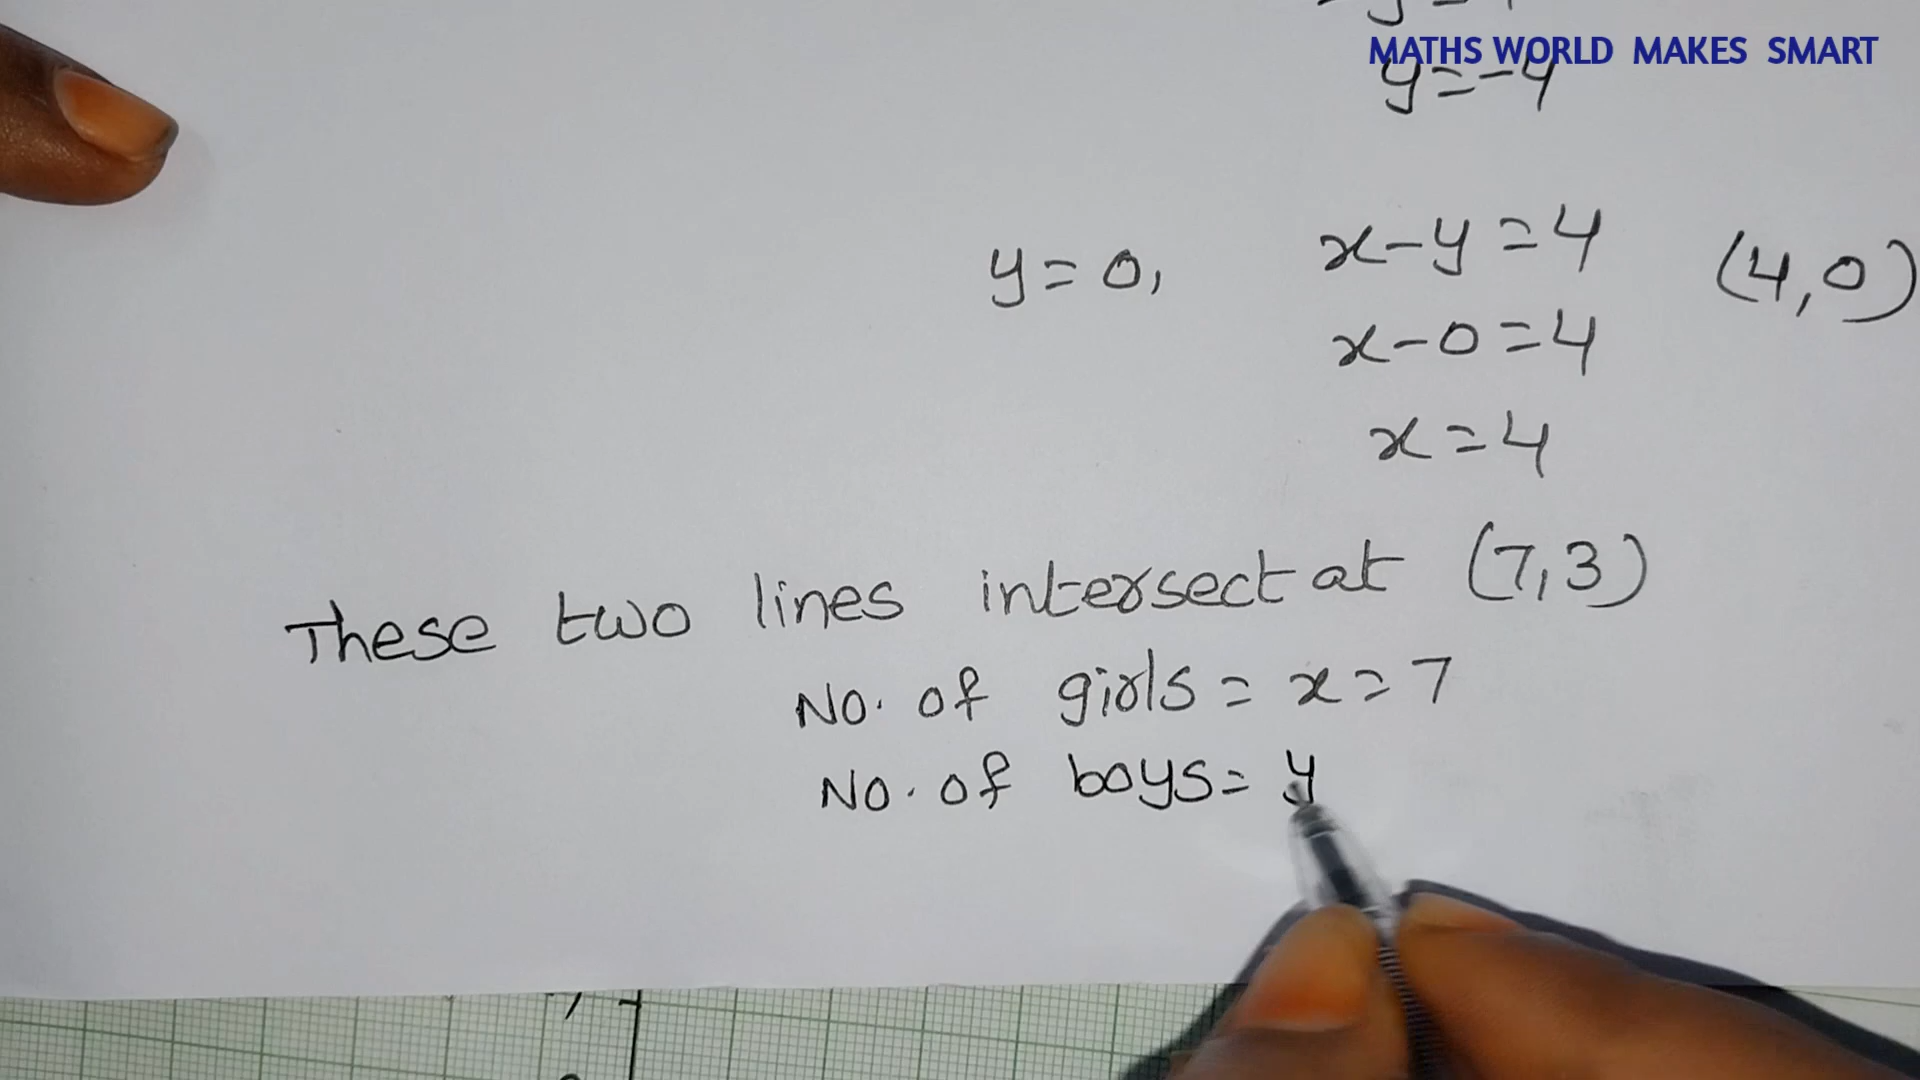 MATHS WORLD MAKES SMART
y=-4
y=0, x-y=4 (4,0)
x-0=4
x=4
These two lines intersect at (7,3)
No. of girls = x=7
No. of boys= y